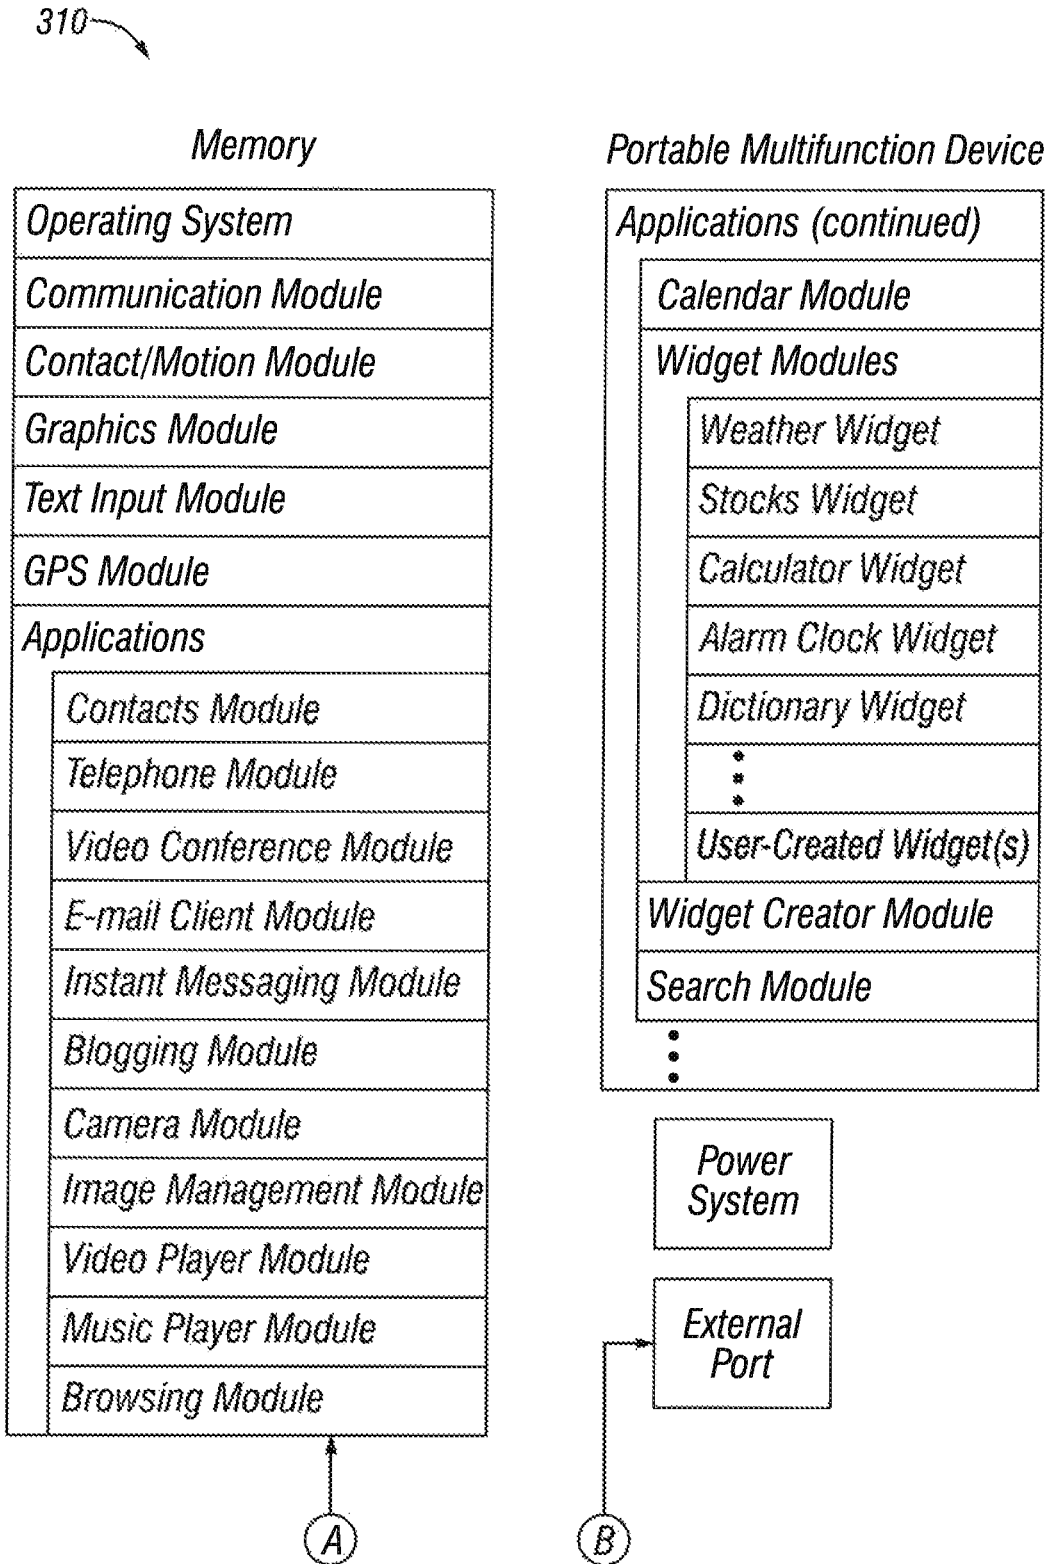 310
Memory
Operating System
Communication Module
Contact/Motion Module
Graphics Module
Text Input Module
GPS Module
Applications
Contacts Module
Telephone Module
Video Conference Module
E-mail Client Module
Instant Messaging Module
Blogging Module
Camera Module
Image Management Module
Video Player Module
Music Player Module
Browsing Module
A
Portable Multifunction Device
Applications (continued)
Calendar Module
Widget Modules
Weather Widget
Stocks Widget
Calculator Widget
Alarm Clock Widget
Dictionary Widget
User-Created Widget(s)
Widget Creator Module
Search Module
Power
System
External
Port
B